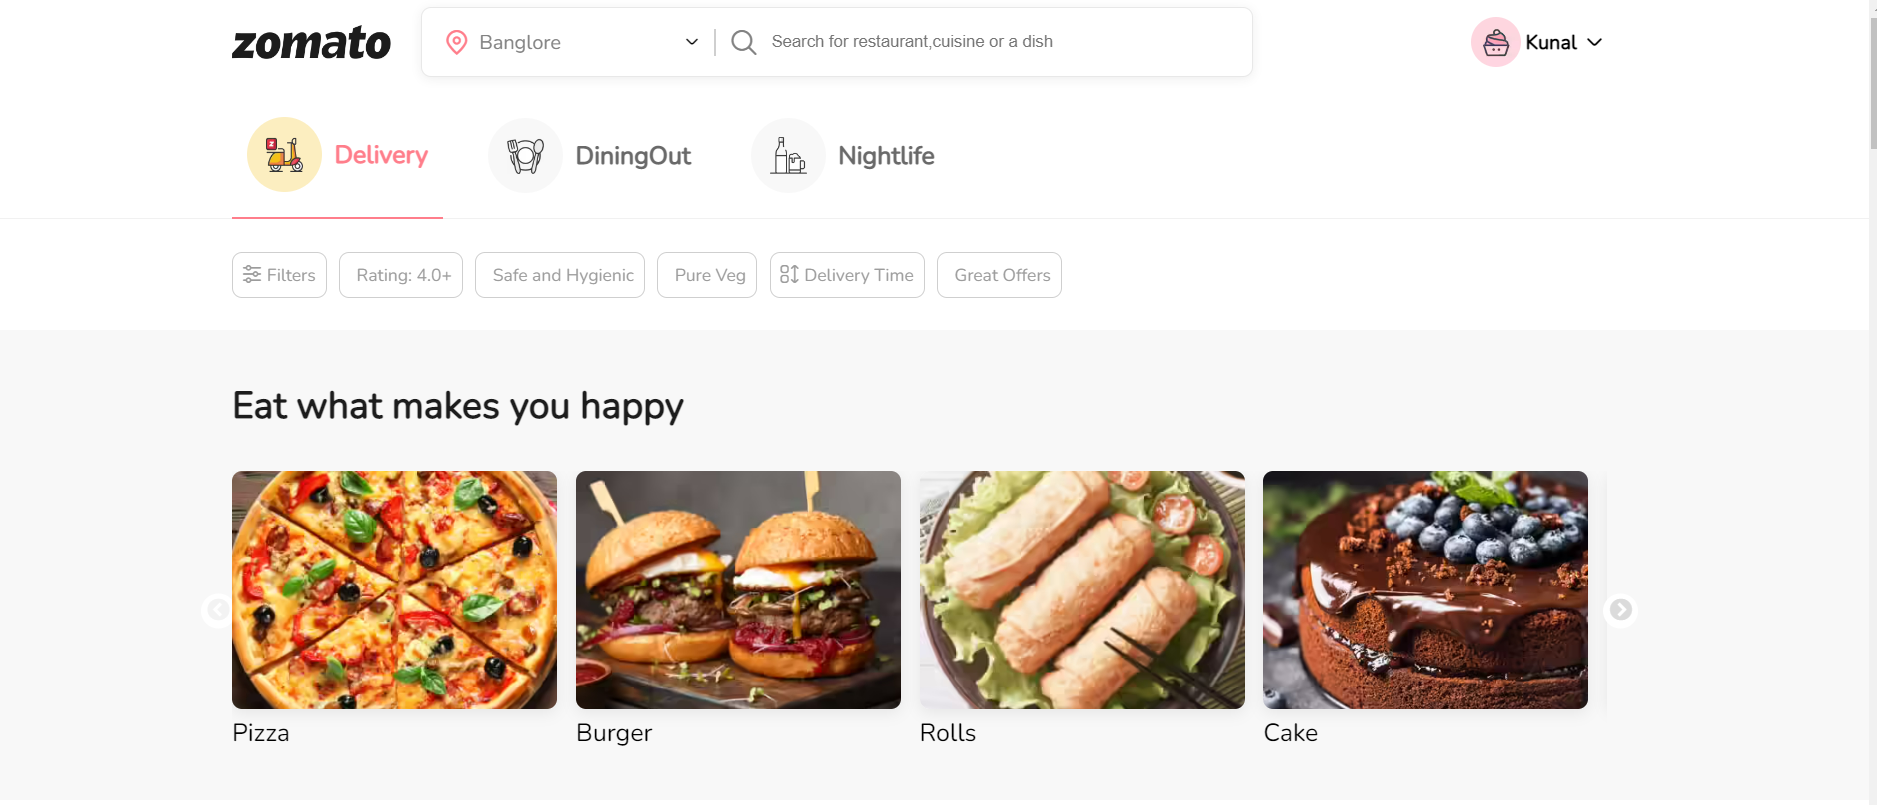 zomato
Banglore
Search for restaurant,cuisine or a dish
Kunal
Delivery
DiningOut
Nightlife
Filters
Rating: 4.0+
Safe and Hygienic
Pure Veg
Delivery Time
Great Offers
Eat what makes you happy
Pizza
Burger
Rolls
Cake